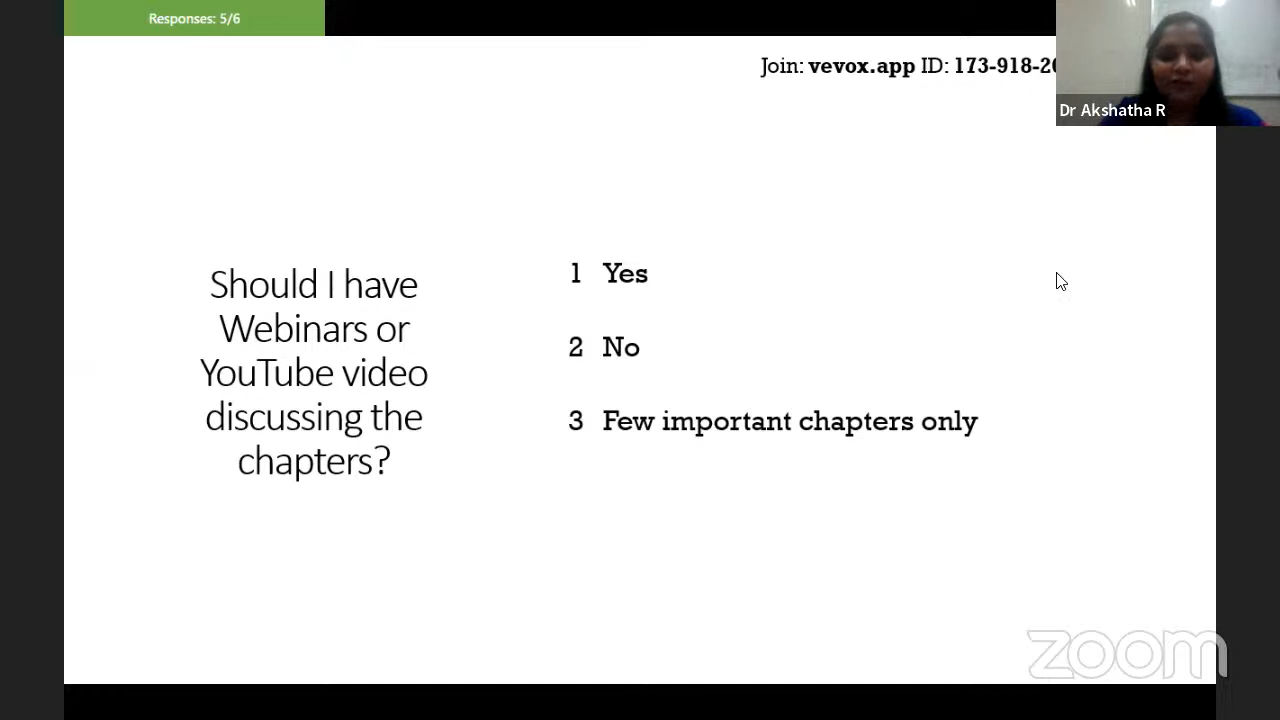 Responses: 5/6
Join: vevox.app ID: 173-918-20
Dr Akshatha R
Should I have
Webinars or
YouTube video
discussing the
chapters?
1 Yes
2 No
3 Few important chapters only
zoom